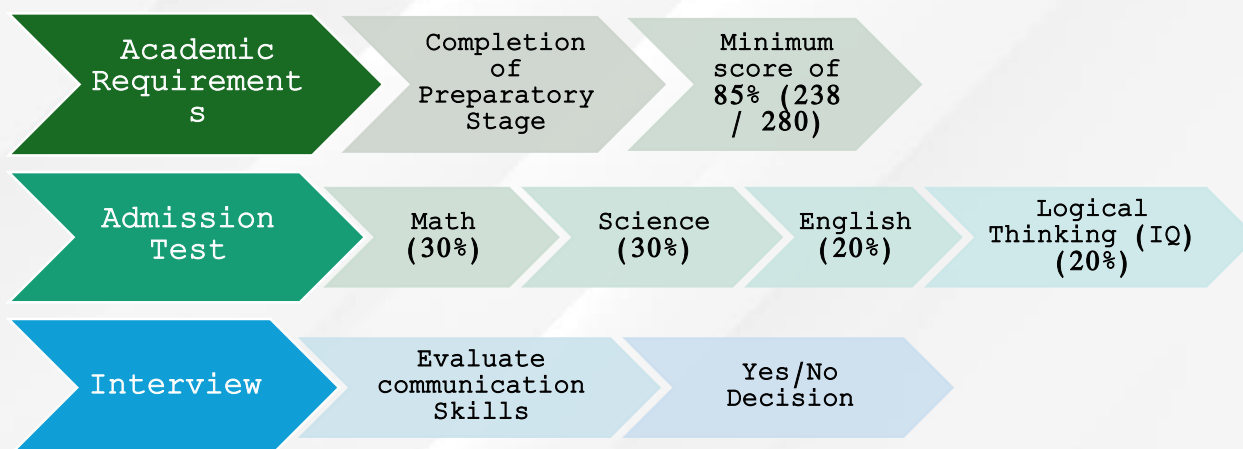 Academic
Requirement
s
Completion
of
Preparatory
Stage
Minimum
score of
85% (238
/ 280)
Admission
Test
Math
(30%)
Science
(30%)
English
(20%)
Logical
Thinking (IQ)
(20%)
Interview
Evaluate
communication
Skills
Yes/No
Decision